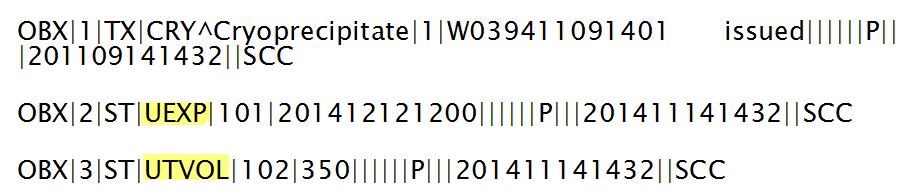 OBX|1|TX|CRY^Cryoprecipitate|1|W039411091401 issued||||||P||
|201109141432||SCC
OBX|2|ST|UEXP|101|201412121200||||||P|||201411141432||SCC
OBX|3|ST|UTVOL|102|350||||||P|||201411141432||SCC